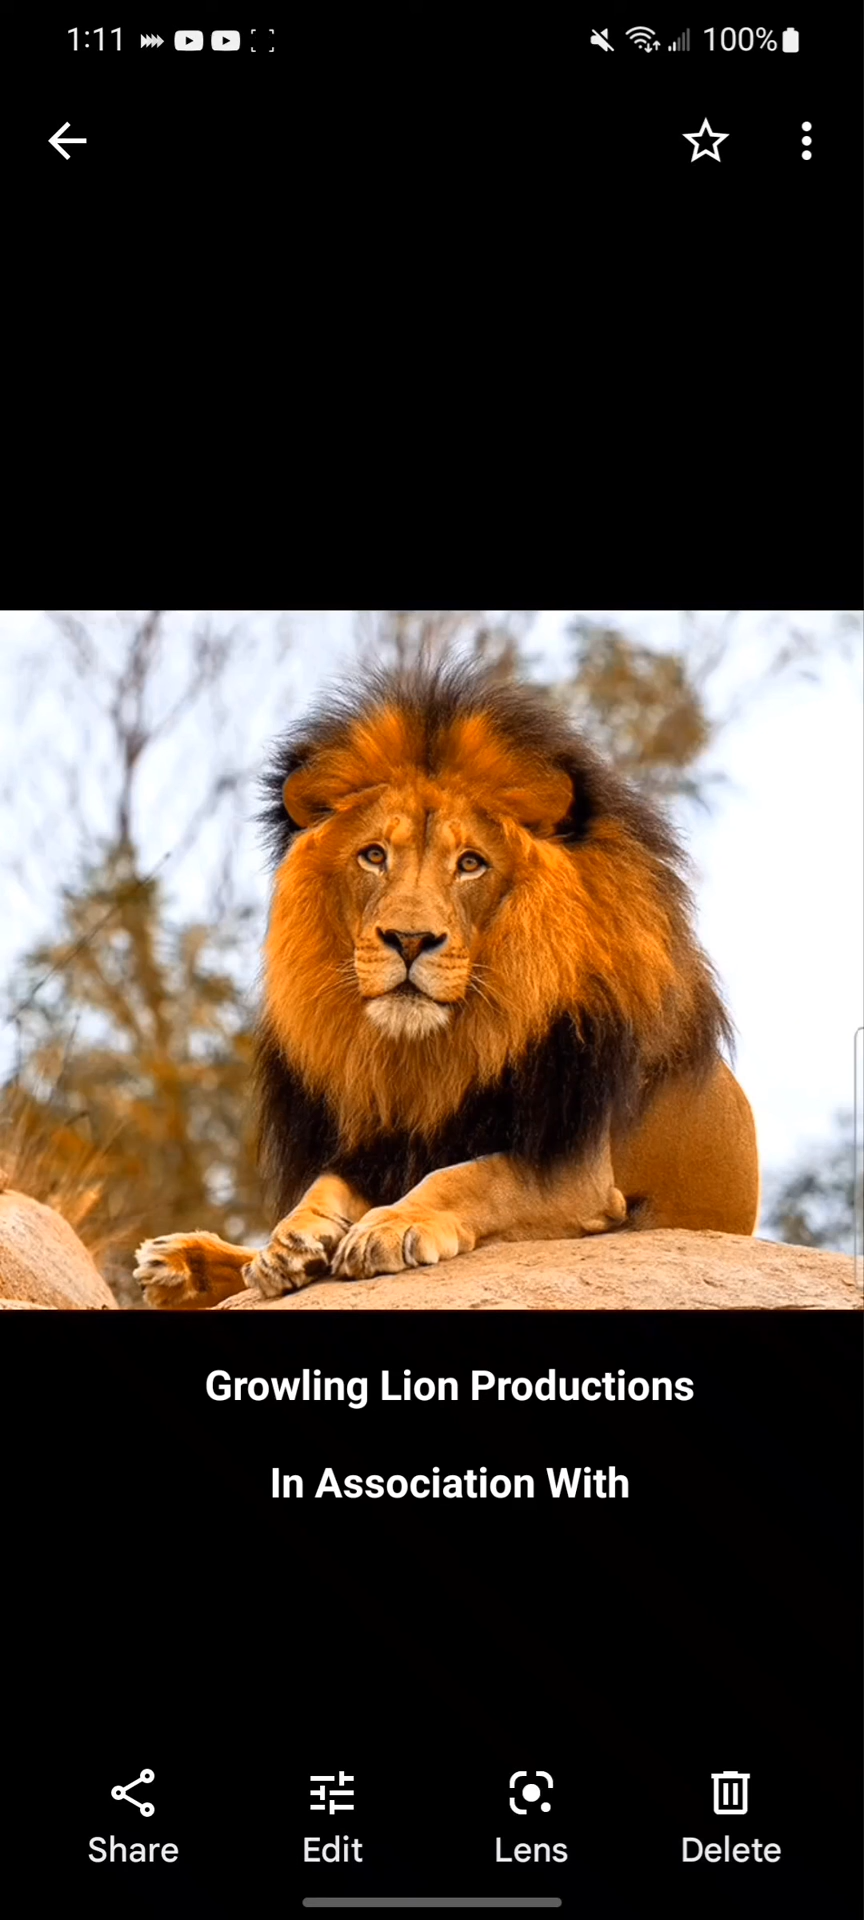 1:11
100%
Growling Lion Productions
In Association With
Share Edit Lens Delete